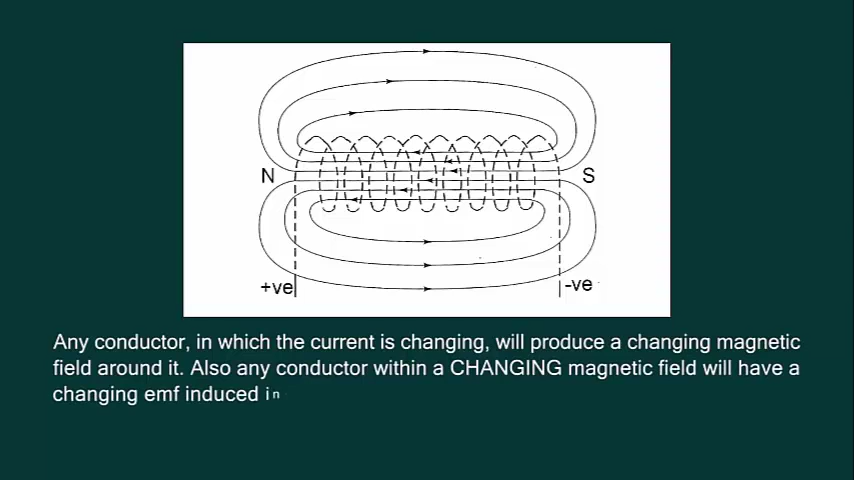 N S
+ve -ve
Any conductor, in which the current is changing, will produce a changing magnetic
field around it. Also any conductor within a CHANGING magnetic field will have a
changing emf induced in